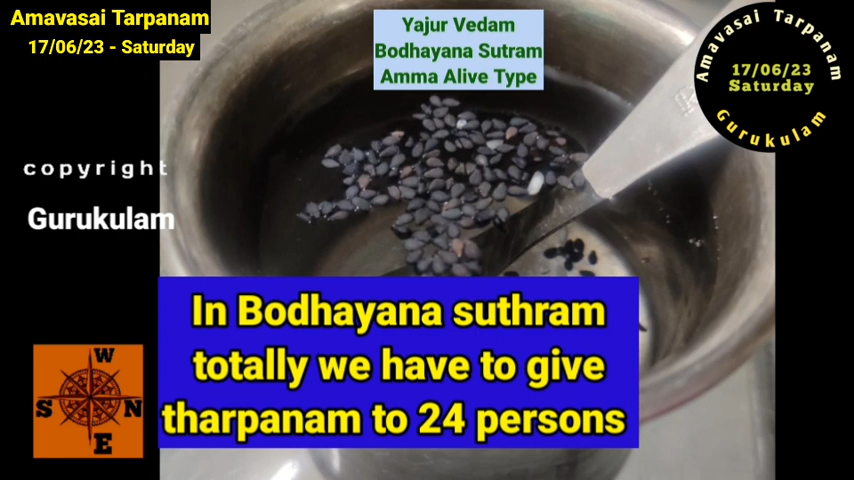 Amavasai Tarpanam
17/06/23 - Saturday
Yajur Vedam
Bodhayana Sutram
Amma Alive Type
Amavasai Tarpanam
17/06/23
Saturday
Gurukulam
copyright
Gurukulam
In Bodhayana suthram
totally we have to give
tharpanam to 24 persons
W
S N
E